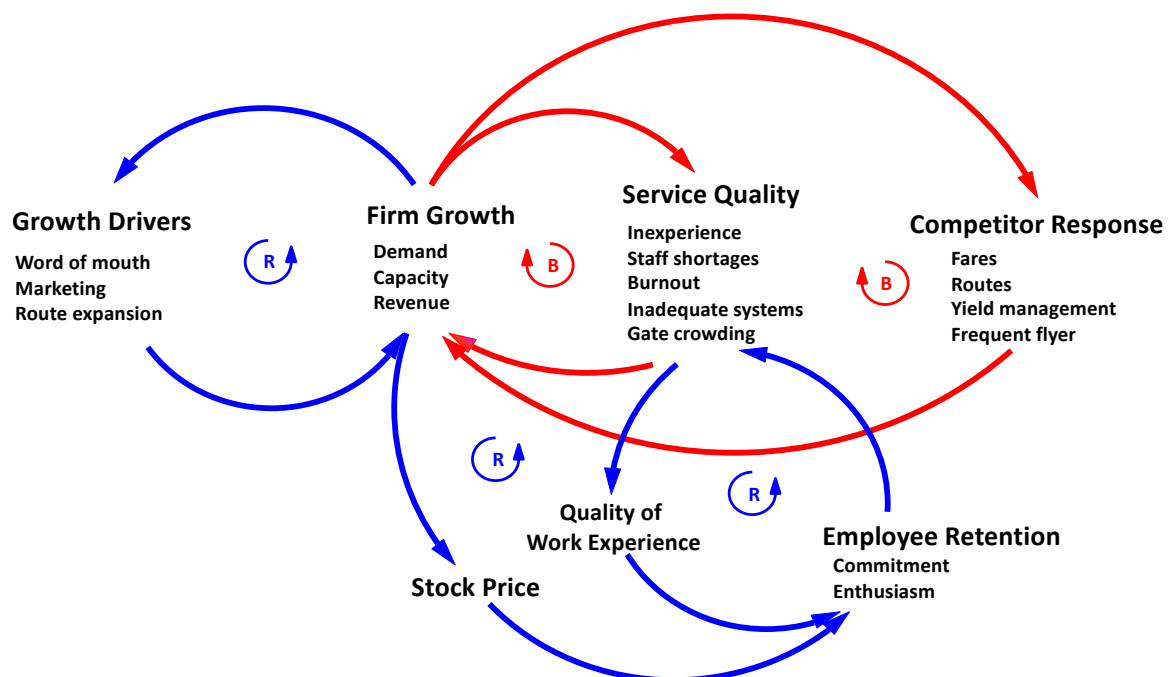 Growth Drivers
Word of mouth
Marketing
Route expansion
R
Firm Growth
Demand
Capacity
Revenue
B
Service Quality
Inexperience
Staff shortages
Burnout
Inadequate systems
Gate crowding
B
Competitor Response
Fares
Routes
Yield management
Frequent flyer
R
R
Quality of
Work Experience
Employee Retention
Commitment
Enthusiasm
Stock Price